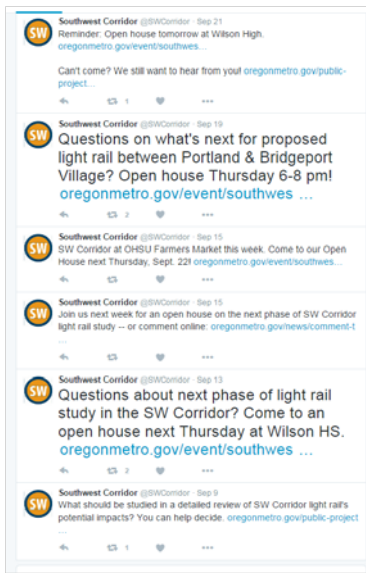 SW
Southwest Corridor @SWCorridor · Sep 21
Reminder: Open house tomorrow at Wilson High.
oregonmetro.gov/event/southwes…
Can't come? We still want to hear from you! oregonmetro.gov/public-
project…
1
SW
Southwest Corridor @SWCorridor · Sep 19
Questions on what's next for proposed
light rail between Portland & Bridgeport
Village? Open house Thursday 6-8 pm!
oregonmetro.gov/event/southwes …
2
SW
Southwest Corridor @SWCorridor · Sep 15
SW Corridor at OHSU Farmers Market this week. Come to our Open
House next Thursday, Sept. 22! oregonmetro.gov/event/southwes…
SW
Southwest Corridor @SWCorridor · Sep 15
Join us next week for an open house on the next phase of SW Corridor
light rail study -- or comment online: oregonmetro.gov/news/comment-t
…
SW
Southwest Corridor @SWCorridor · Sep 13
Questions about next phase of light rail
study in the SW Corridor? Come to an
open house next Thursday at Wilson HS.
oregonmetro.gov/event/southwes …
2
SW
Southwest Corridor @SWCorridor · Sep 9
What should be studied in a detailed review of SW Corridor light rail's
potential impacts? You can help decide. oregonmetro.gov/public-project
…
1